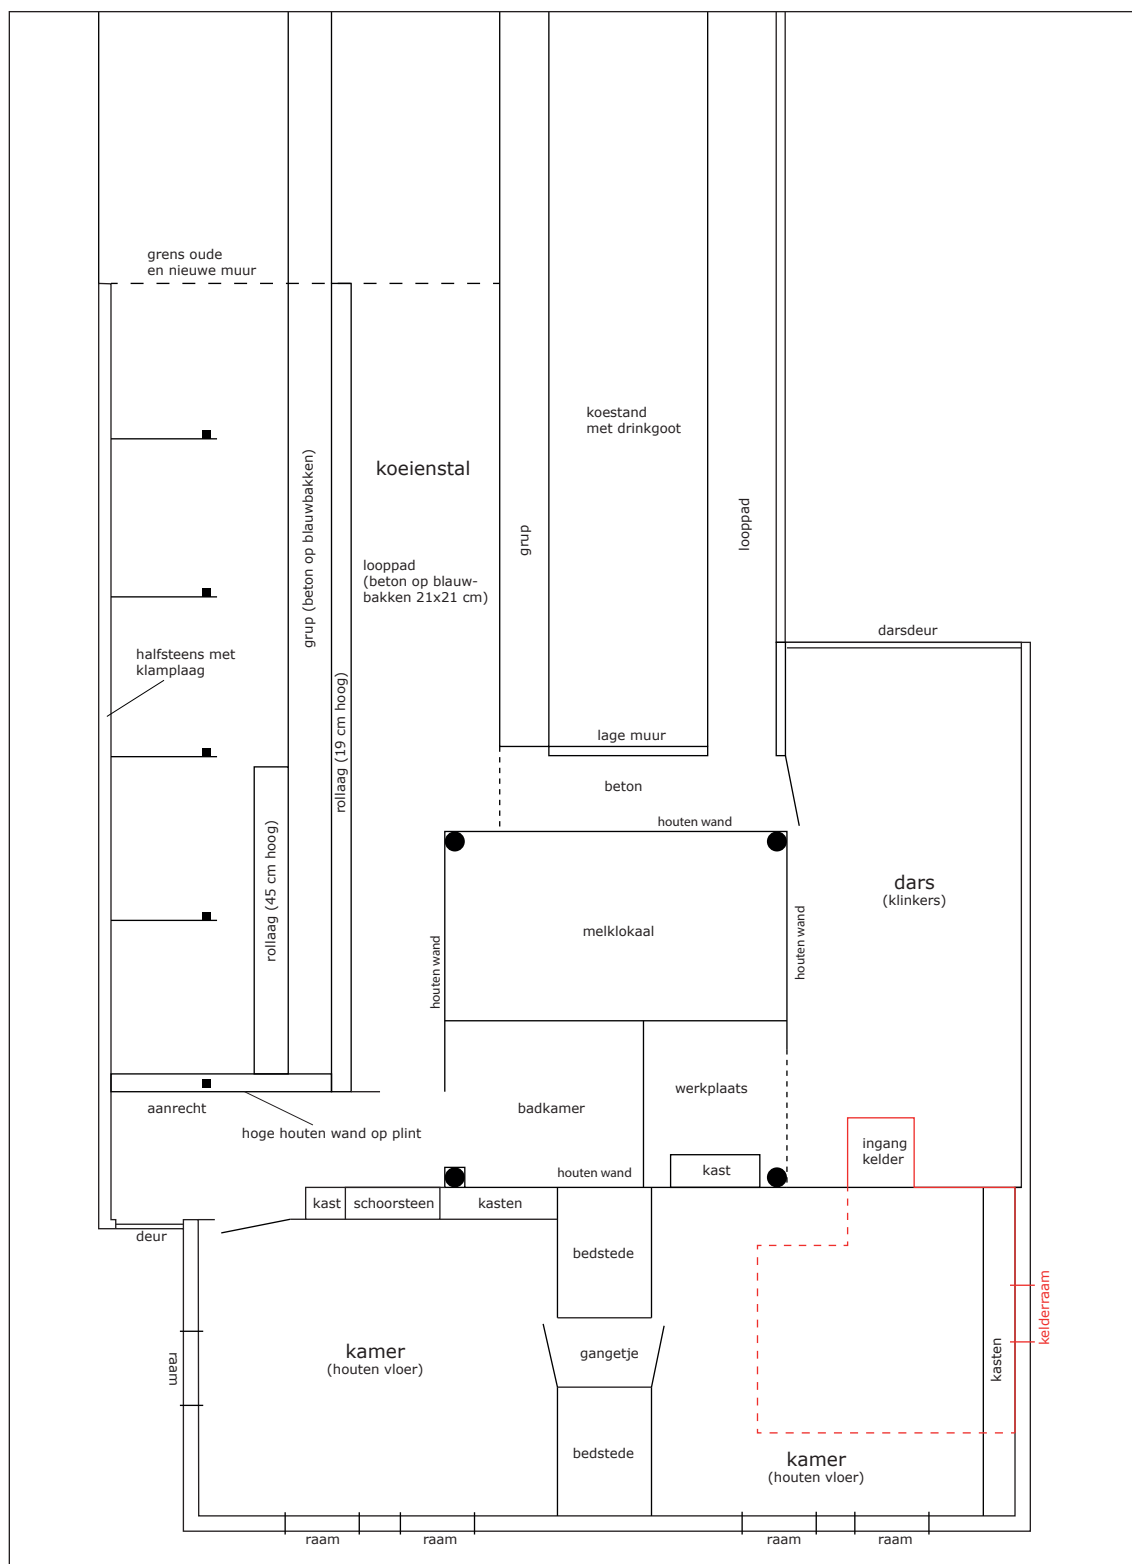 grens oude
en nieuwe muur
koestand
met drinkgoot
koeienstal
grup (beton op blauwbakken)
grup
looppad
looppad
(beton op blauw-
bakken 21x21 cm)
darsdeur
halfsteens met
klamplaag
rollaag (19 cm hoog)
lage muur
beton
houten wand
rollaag (45 cm hoog)
dars
(klinkers)
melklokaal
houten wand
houten wand
werkplaats
aanrecht
badkamer
hoge houten wand op plint
ingang
kelder
houten wand
kast
kast
schoorsteen
kasten
deur
bedstede
kelderraam
kamer
(houten vloer)
gangetje
raam
kasten
bedstede
kamer
(houten vloer)
raam
raam
raam
raam